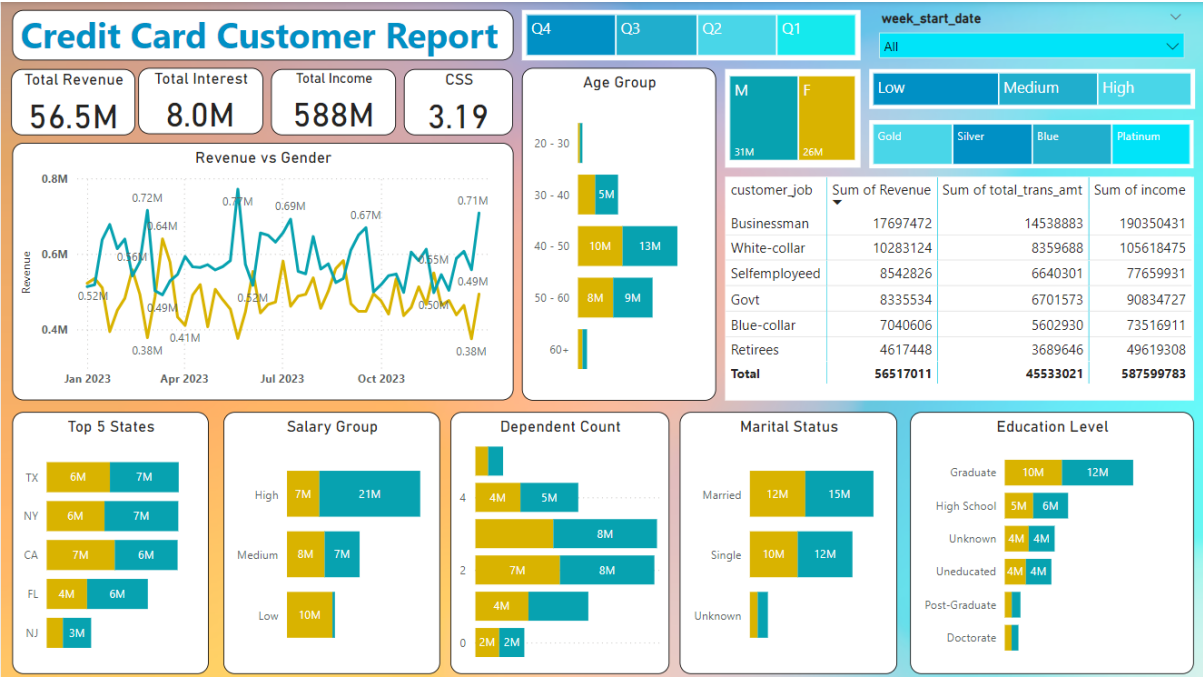 Credit Card Customer Report
Q4 Q3 Q2 Q1
week_start_date
All
Total Revenue
56.5M
Total Interest
8.0M
Total Income
588M
CSS
3.19
Low Medium High
Gold Silver Blue Platinum
M F
31M 26M
Revenue vs Gender
Revenue
0.8M
0.6M
0.4M
0.72M
0.77M
0.69M
0.67M
0.71M
0.64M
0.56M
0.55M
0.52M
0.49M
0.52M
0.50M
0.49M
0.41M
0.38M
0.38M
Jan 2023 Apr 2023 Jul 2023 Oct 2023
Age Group
20 - 30
30 - 40 5M
40 - 50 10M 13M
50 - 60 8M 9M
60+
customer_job Sum of Revenue Sum of total_trans_amt Sum of income
Businessman 17697472 14538883 190350431
White-collar 10283124 8359688 105618475
Selfemployeed 8542826 6640301 77659931
Govt 8335534 6701573 90834727
Blue-collar 7040606 5602930 73516911
Retirees 4617448 3689646 49619308
Total 56517011 45533021 587599783
Top 5 States
TX 6M 7M
NY 6M 7M
CA 7M 6M
FL 4M 6M
NJ 3M
Salary Group
High 7M 21M
Medium 8M 7M
Low 10M
Dependent Count
4 4M 5M
8M
2 7M 8M
4M
0 2M 2M
Marital Status
Married 12M 15M
Single 10M 12M
Unknown
Education Level
Graduate 10M 12M
High School 5M 6M
Unknown 4M 4M
Uneducated 4M 4M
Post-Graduate
Doctorate